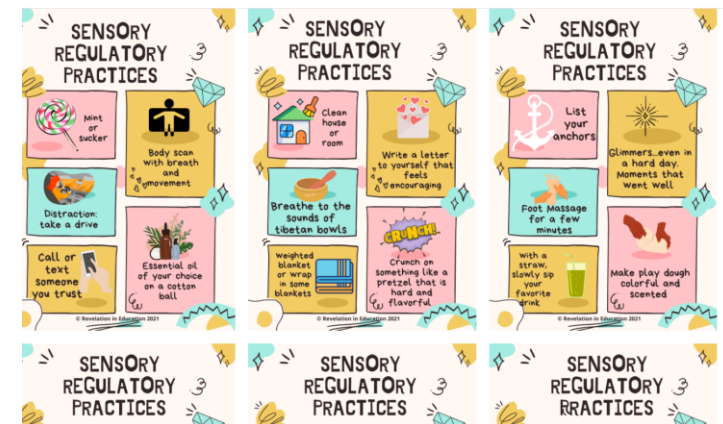 SENSORY
REGULATORY
PRACTICES
Mint
or
sucker
Body scan
with breath
and
movement
Distraction:
take a drive
Call or
text
someone
you trust
Essential oil
of your choice
on a cotton
ball
© Revelation in Education 2021
SENSORY
REGULATORY
PRACTICES
Clean
house
or
room
Write a letter
to yourself that
feels
encouraging
Breathe to the
sounds of
tibetan bowls
Weighted
blanket
or wrap
in some
blankets
CRUNCH!
Crunch on
something like a
pretzel that is
hard and
flavorful
© Revelation in Education 2021
SENSORY
REGULATORY
PRACTICES
List
your
anchors
Glimmers..even in
a hard day.
Moments that
went well
Foot Massage
for a few
minutes
With a
straw,
slowly sip
your
favorite
drink
Make play dough
colorful and
scented
© Revelation in Education 2021
SENSORY
REGULATORY
PRACTICES
SENSORY
REGULATORY
PRACTICES
SENSORY
REGULATORY
RRACTICES